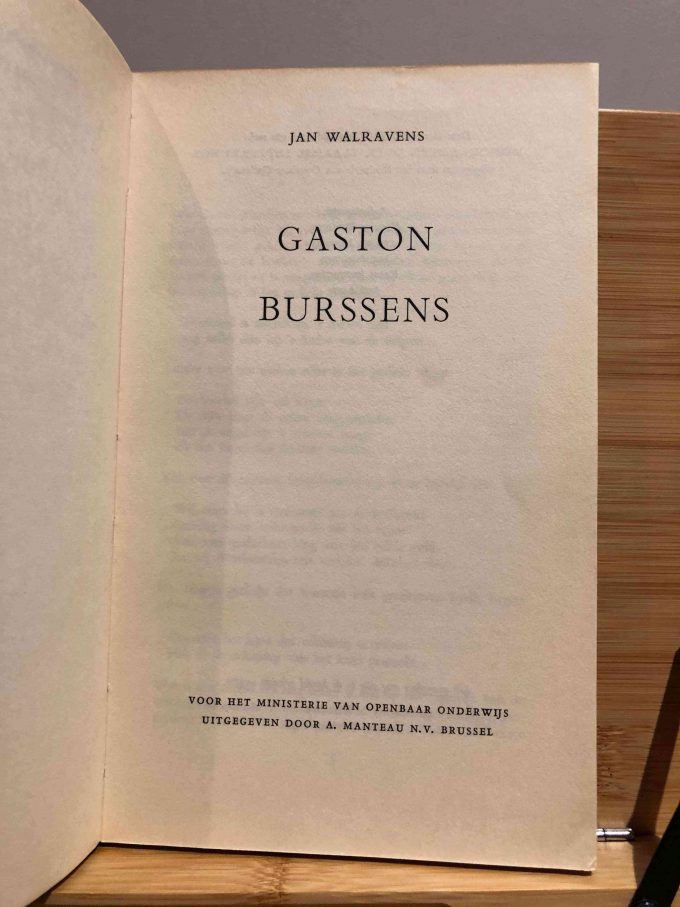 JAN WALRAVENS
GASTON
BURSSENS
VOOR HET MINISTERIE VAN OPENBAAR ONDERWIJS
UITGEGEVEN DOOR A. MANTEAU N.V. BRUSSEL